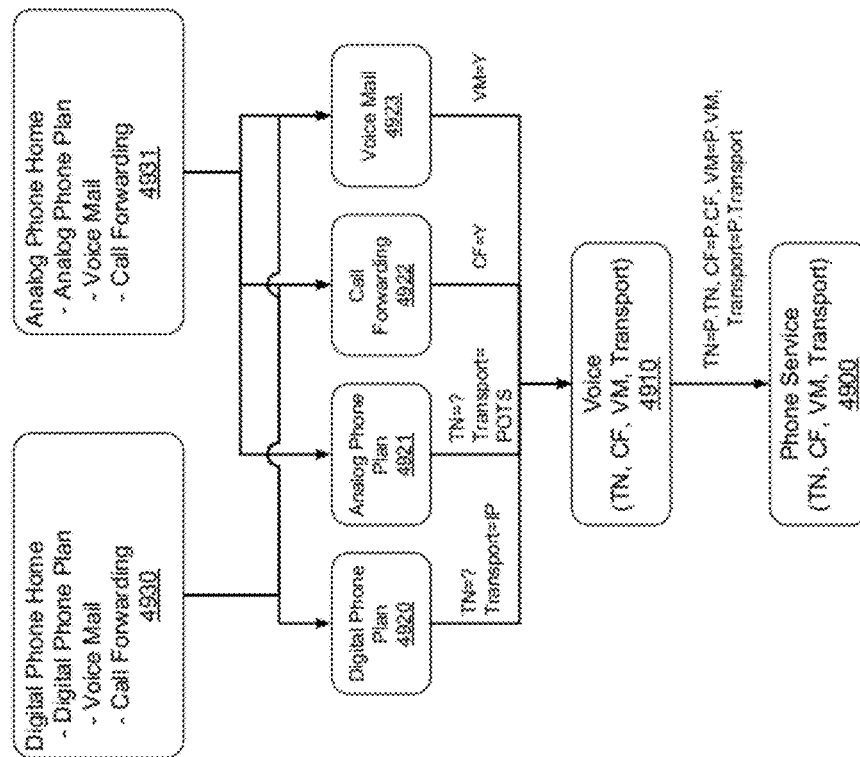 Digital Phone Home
- Digital Phone Plan
- Voice Mail
- Call Forwarding
4930
Analog Phone Home
- Analog Phone Plan
- Voice Mail
- Call Forwarding
4931
Digital Phone
Plan
4920
Analog Phone
Plan
4921
Call
Forwarding
4922
Voice Mail
4923
TN=?
Transport=IP
TN=?
Transport=
POTS
CF=Y
VM=Y
Voice
(TN, CF, VM, Transport)
4910
TN=P.TN, CF=P.CF, VM=P.VM,
Transport=P.Transport
Phone Service
(TN, CF, VM, Transport)
4900